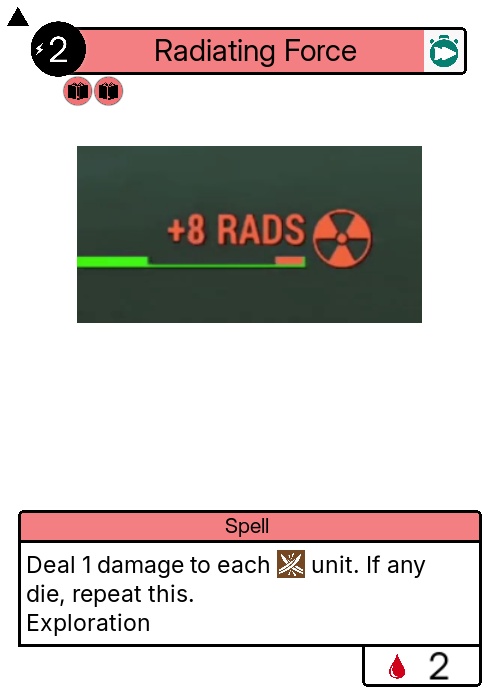 2
Radiating Force
+8 RADS
Spell
Deal 1 damage to each unit. If any
die, repeat this.
Exploration
2